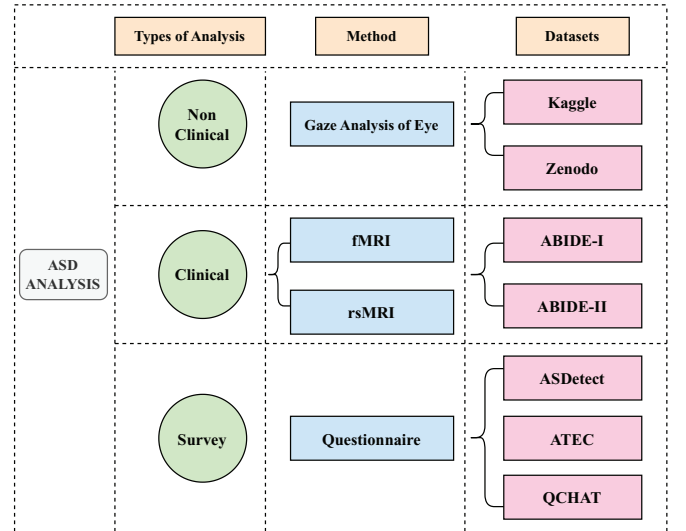 Types of Analysis
Method
Datasets
Non
Clinical
Gaze Analysis of Eye
Kaggle
Zenodo
ASD
ANALYSIS
Clinical
fMRI
rsMRI
ABIDE-I
ABIDE-II
Survey
Questionnaire
ASDetect
ATEC
QCHAT